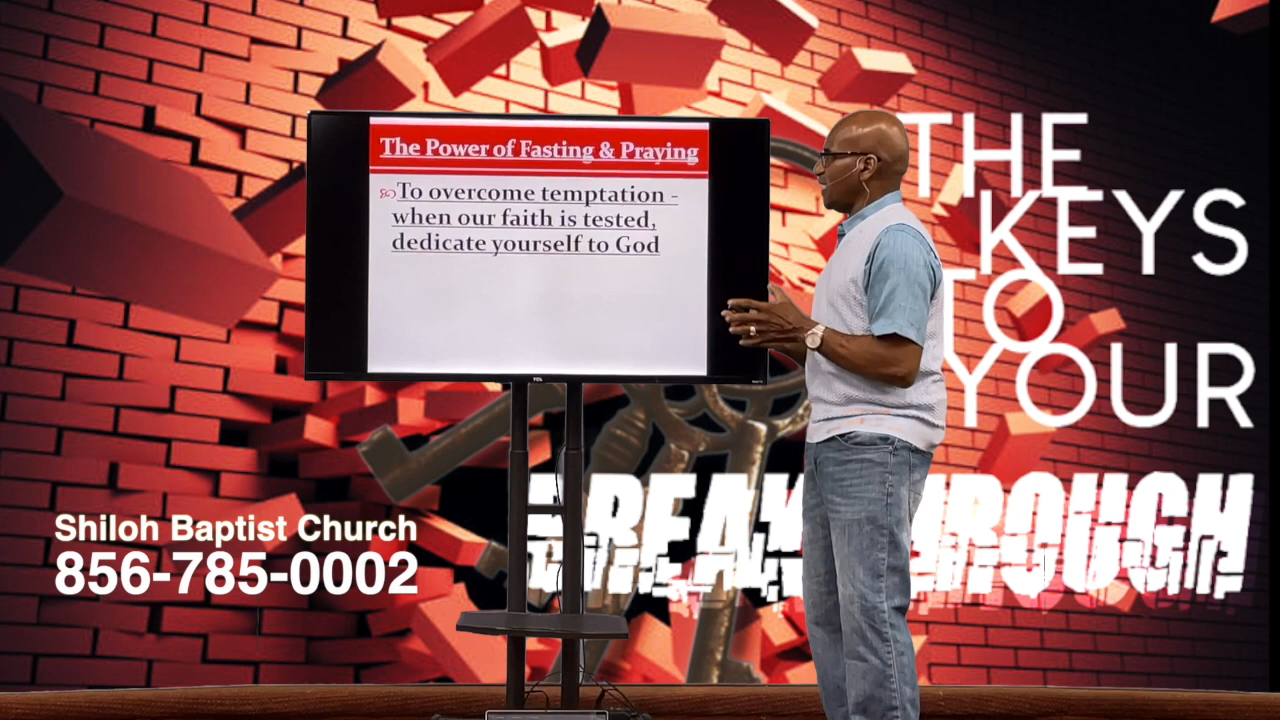 The Power of Fasting & Praying
To overcome temptation -
when our faith is tested,
dedicate yourself to God
TCL
THE
KEYS
TO
YOUR
Shiloh Baptist Church
856-785-0002